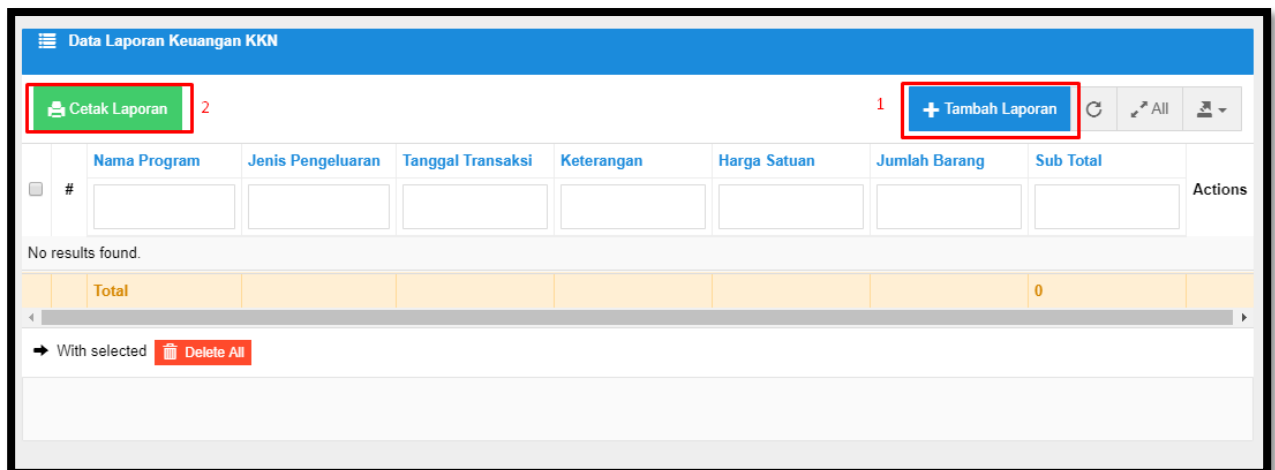 Data Laporan Keuangan KKN
Cetak Laporan 2 1 Tambah Laporan All
Nama Program Jenis Pengeluaran Tanggal Transaksi Keterangan Harga Satuan Jumlah Barang Sub Total
# Actions
No results found.
Total 0
With selected Delete All